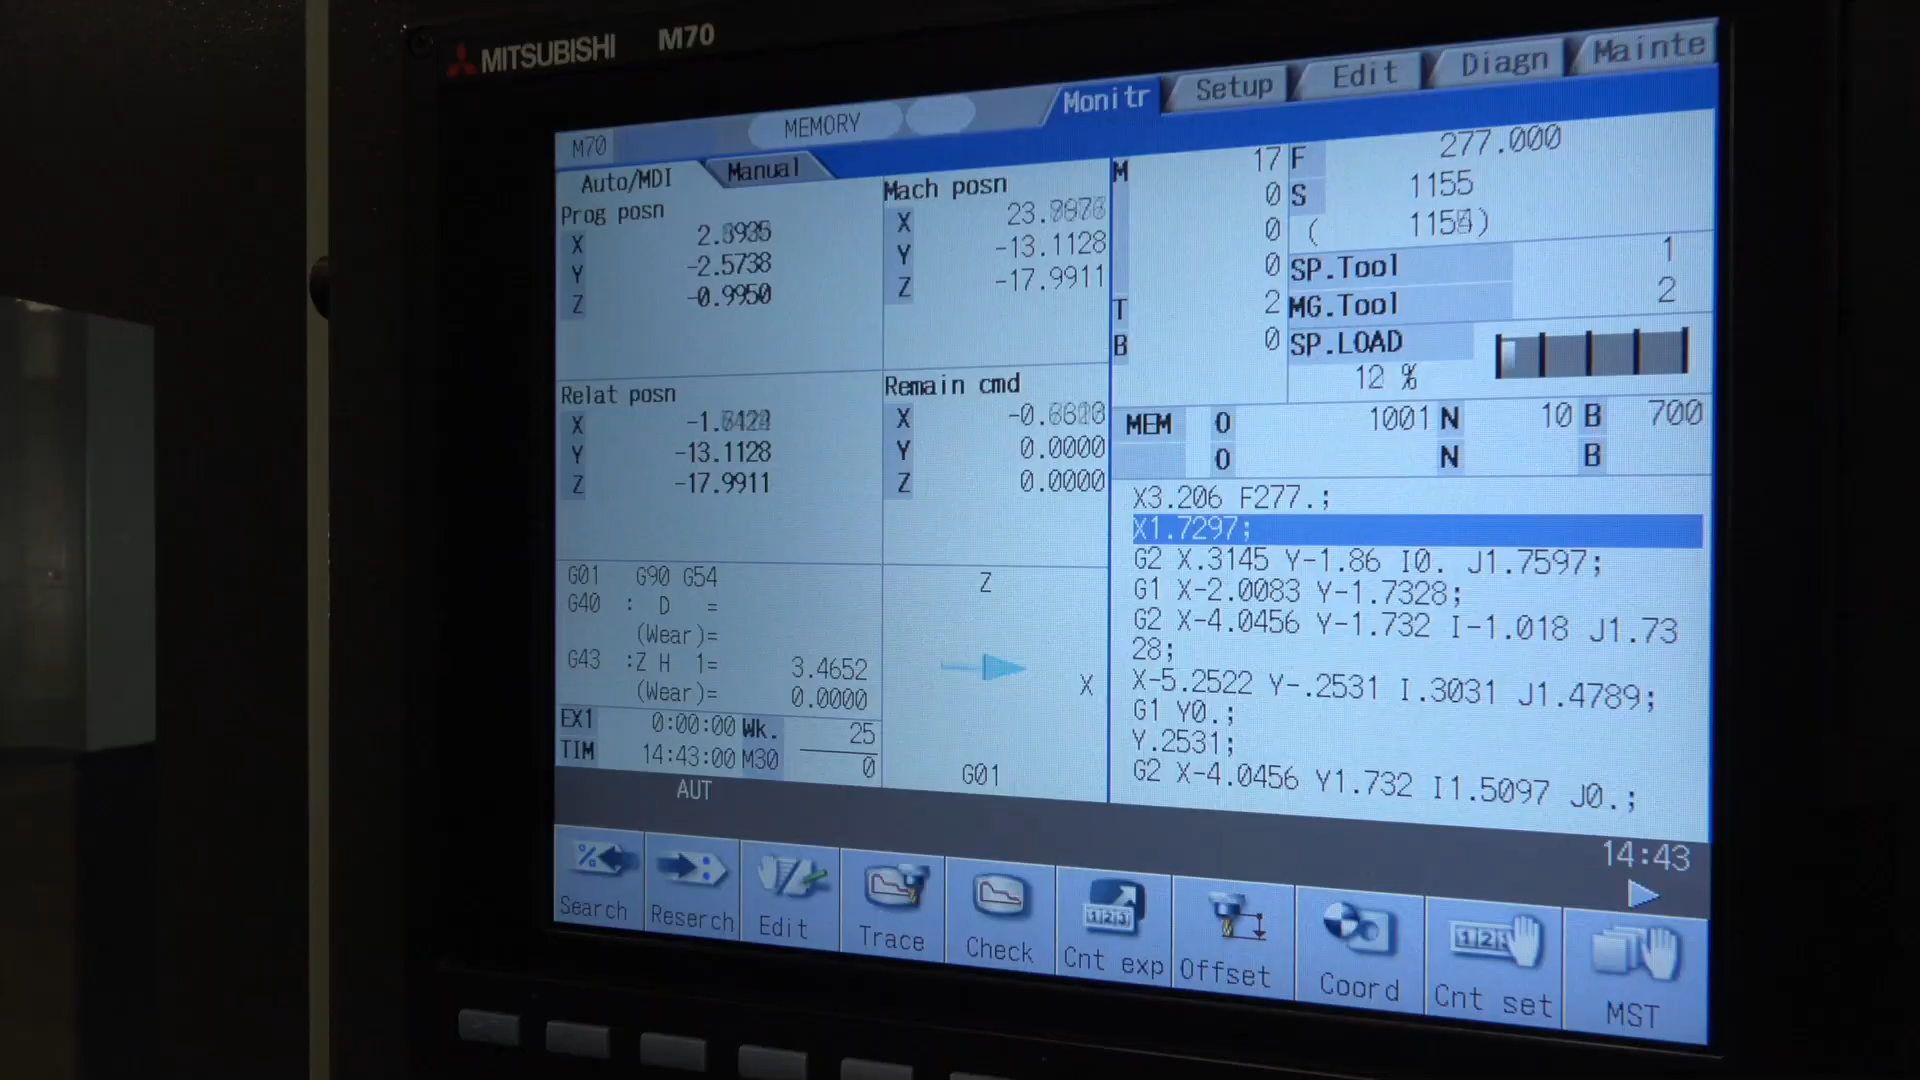 MITSUBISHI M70
Monitr Setup Edit Diagn Mainte
M70 MEMORY
Auto/MDI Manual
Prog posn
X
Y -2.5738
Z -0.9950
Mach posn
X
Y -13.1128
Z -17.9911
M 17
0
0
0
T 2
B 0
F 277.000
S 1155
(
)
SP.Tool 1
MG.Tool 2
SP.LOAD
12 %
Relat posn
X
Y -13.1128
Z -17.9911
Remain cmd
X
Y 0.0000
Z 0.0000
MEM O 1001 N 10 B 700
O N B
X3.206 F277.;
X1.7297;
G2 X.3145 Y-1.86 I0. J1.7597;
G1 X-2.0083 Y-1.7328;
G2 X-4.0456 Y-1.732 I-1.018 J1.73
28;
X-5.2522 Y-.2531 I.3031 J1.4789;
G1 Y0.;
Y.2531;
G2 X-4.0456 Y1.732 I1.5097 J0.;
G01 G90 G54
G40 : D =
(Wear)=
G43 :Z H 1= 3.4652
(Wear)= 0.0000
EX1 0:00:00 Wk. 25
TIM 14:43:00 M30 0
Z
X
G01
AUT
14:43
Search Reserch Edit Trace Check Cnt exp Offset Coord Cnt set MST